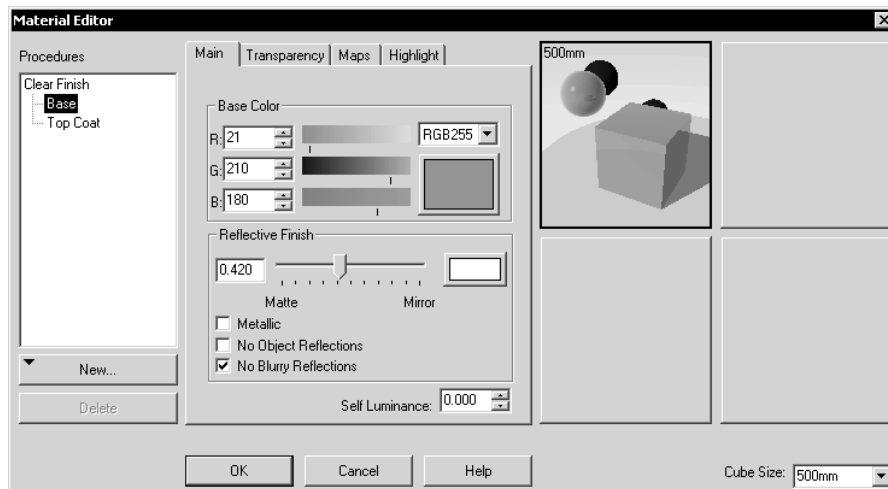 Material Editor
Procedures
Clear Finish
Base
Top Coat
New...
Delete
Main
Transparency
Maps
Highlight
Base Color
R: 21
RGB255
G: 210
B: 180
Reflective Finish
0.420
Matte
Mirror
Metallic
No Object Reflections
No Blurry Reflections
Self Luminance: 0.000
OK
Cancel
Help
500mm
Cube Size: 500mm